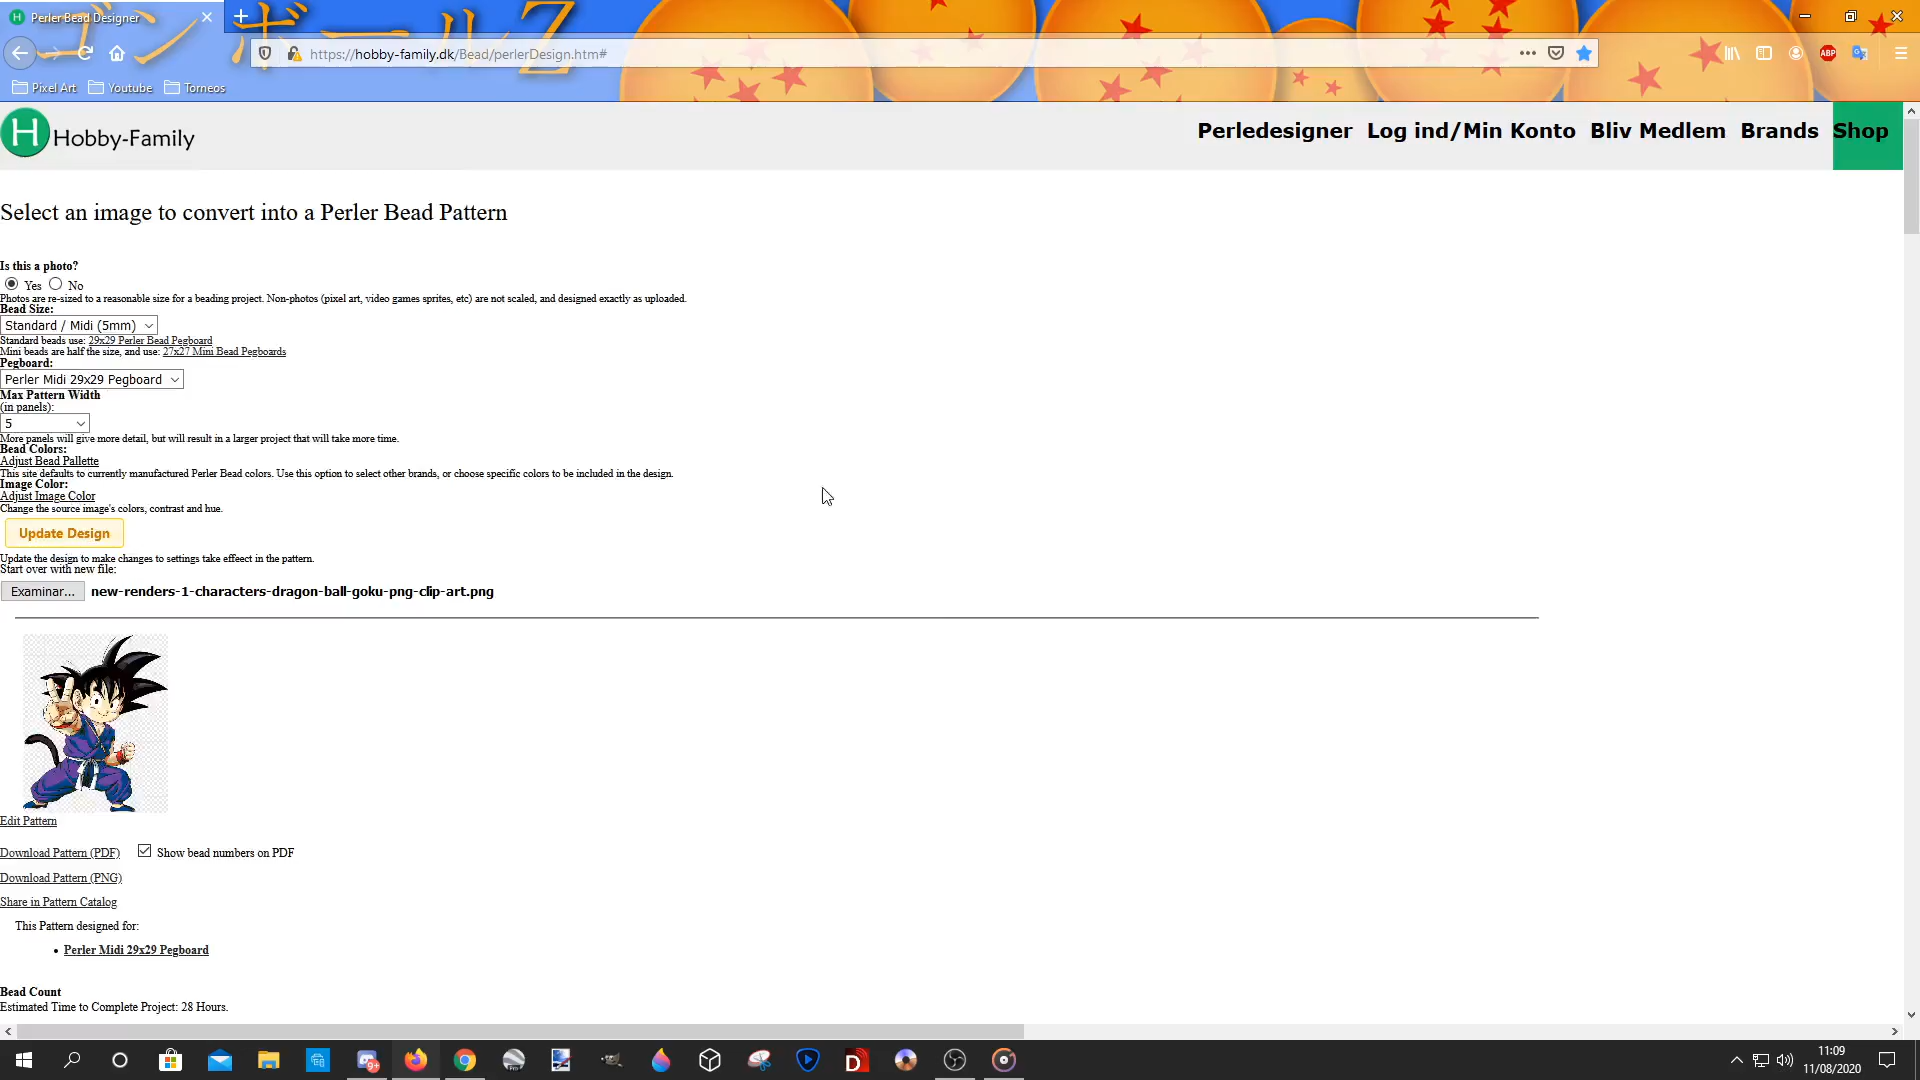 Perler Bead Designer
ゴンボールZ
https://hobby-family.dk/Bead/perlerDesign.htm#
ABP
Pixel Art Youtube Torneos
H Hobby-Family
Perledesigner Log ind/Min Konto Bliv Medlem Brands Shop
Select an image to convert into a Perler Bead Pattern
Is this a photo?
Yes No
Photos are re-sized to a reasonable size for a beading project. Non-photos (pixel art, video games sprites, etc) are not scaled, and designed exactly as uploaded.
Bead Size:
Standard / Midi (5mm)
Standard beads use: 29x29 Perler Bead Pegboard
Mini beads are half the size, and use: 27x27 Mini Bead Pegboards
Pegboard:
Perler Midi 29x29 Pegboard
Max Pattern Width
(in panels):
5
More panels will give more detail, but will result in a larger project that will take more time.
Bead Colors:
Adjust Bead Pallette
This site defaults to currently manufactured Perler Bead colors. Use this option to select other brands, or choose specific colors to be included in the design.
Image Color:
Adjust Image Color
Change the source image's colors, contrast and hue.
Update Design
Update the design to make changes to settings take effeect in the pattern.
Start over with new file:
Examinar... new-renders-1-characters-dragon-ball-goku-png-clip-art.png
Edit Pattern
Download Pattern (PDF) Show bead numbers on PDF
Download Pattern (PNG)
Share in Pattern Catalog
This Pattern designed for:
Perler Midi 29x29 Pegboard
Bead Count
Estimated Time to Complete Project: 28 Hours.
9+
D
11:09
11/08/2020